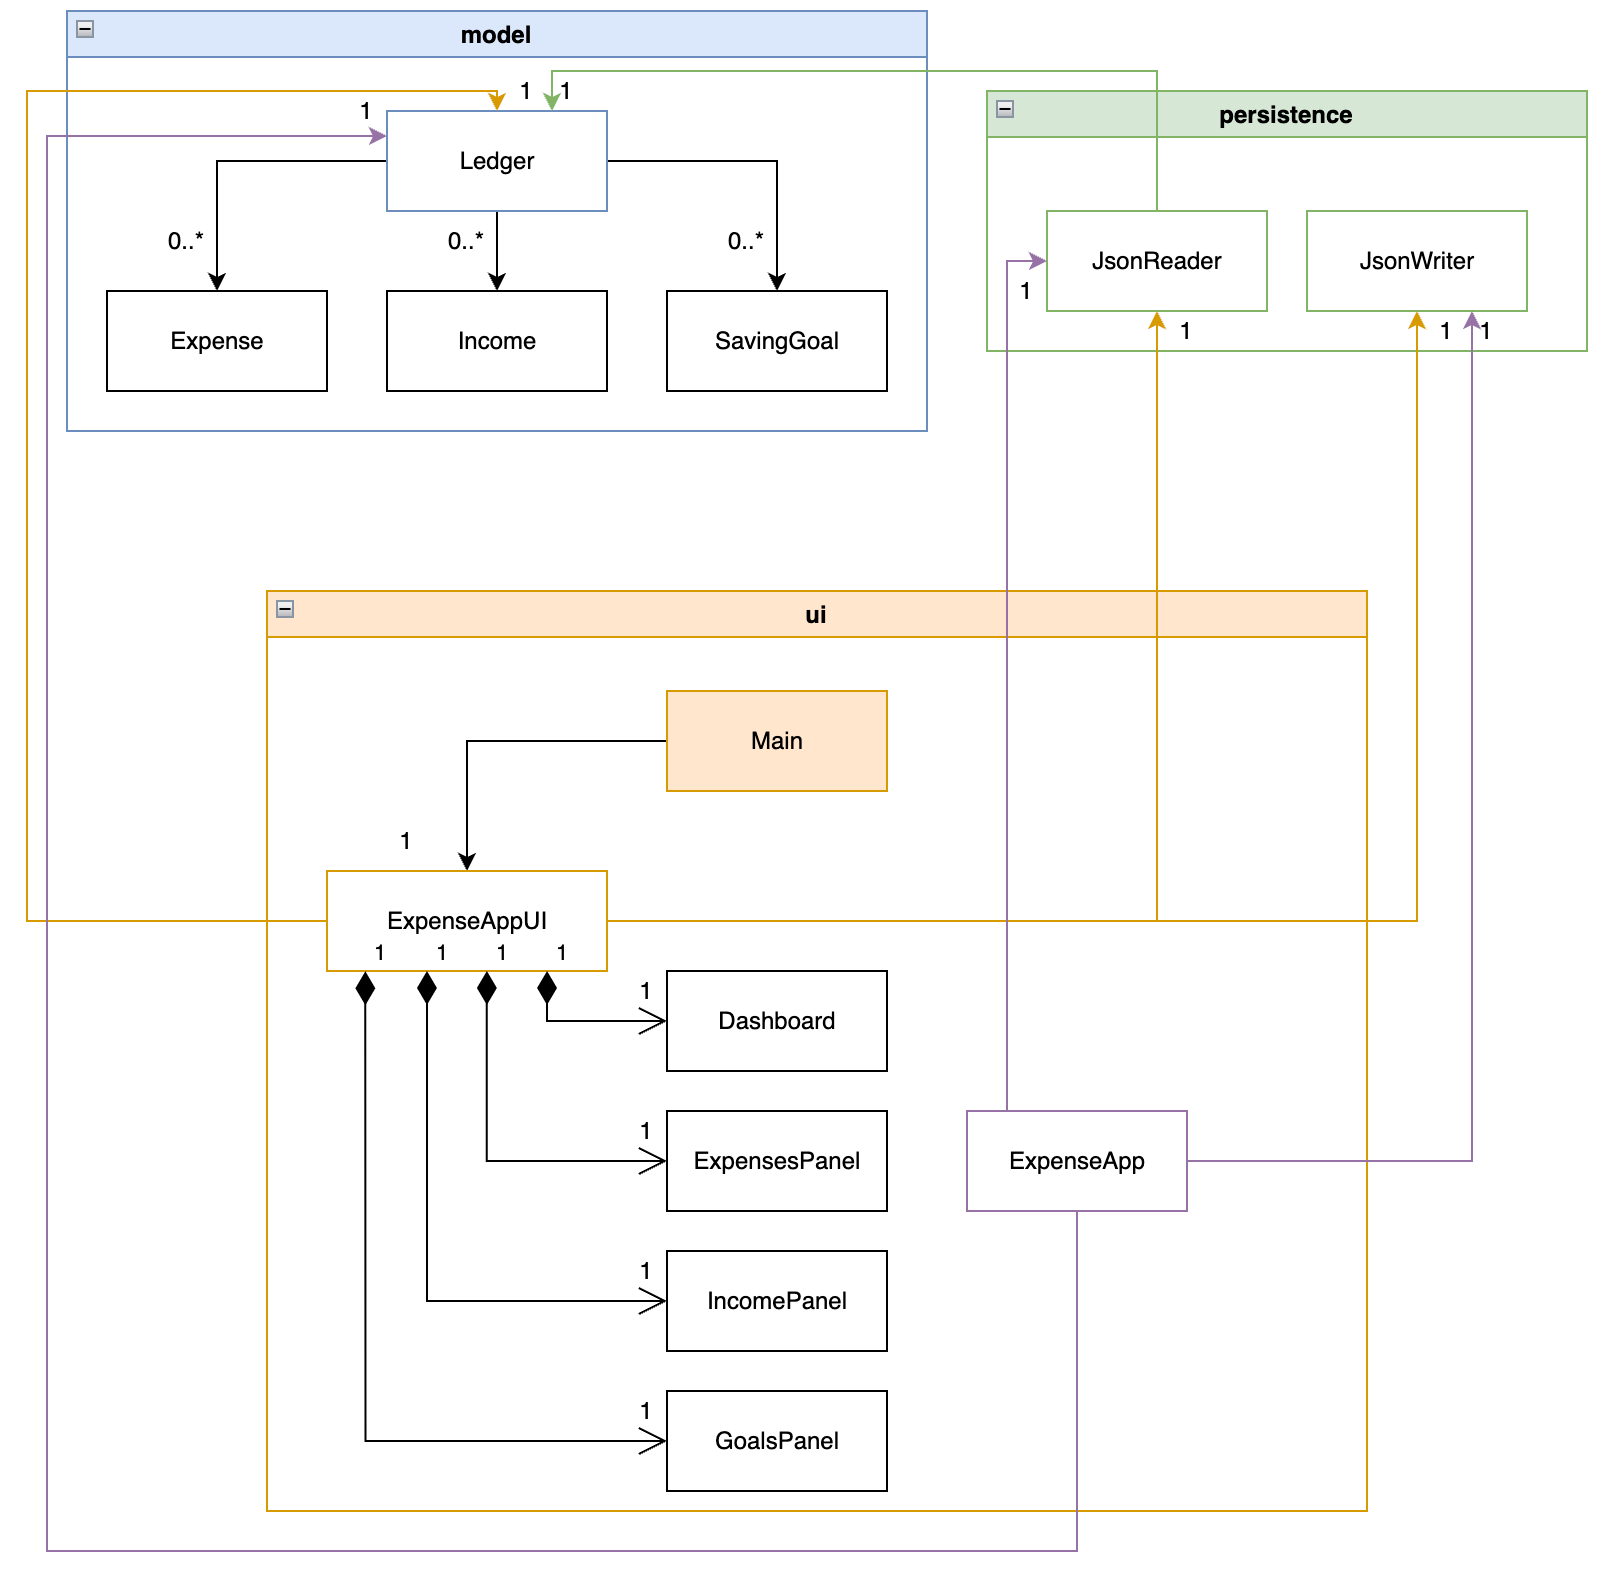 model
1
1
1
persistence
Ledger
0..*
0..*
0..*
JsonReader
JsonWriter
1
Expense
Income
SavingGoal
1
1
1
ui
Main
1
ExpenseAppUI
1
1
1
1
1
Dashboard
1
ExpensesPanel
ExpenseApp
1
IncomePanel
1
GoalsPanel